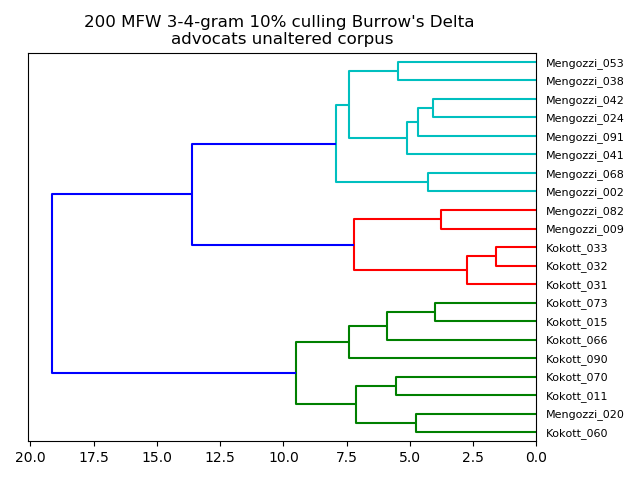 200 MFW 3-4-gram 10% culling Burrow's Delta
advocats unaltered corpus
Mengozzi_053
Mengozzi_038
Mengozzi_042
Mengozzi_024
Mengozzi_091
Mengozzi_041
Mengozzi_068
Mengozzi_002
Mengozzi_082
Mengozzi_009
Kokott_033
Kokott_032
Kokott_031
Kokott_073
Kokott_015
Kokott_066
Kokott_090
Kokott_070
Kokott_011
Mengozzi_020
Kokott_060
20.0 17.5 15.0 12.5 10.0 7.5 5.0 2.5 0.0